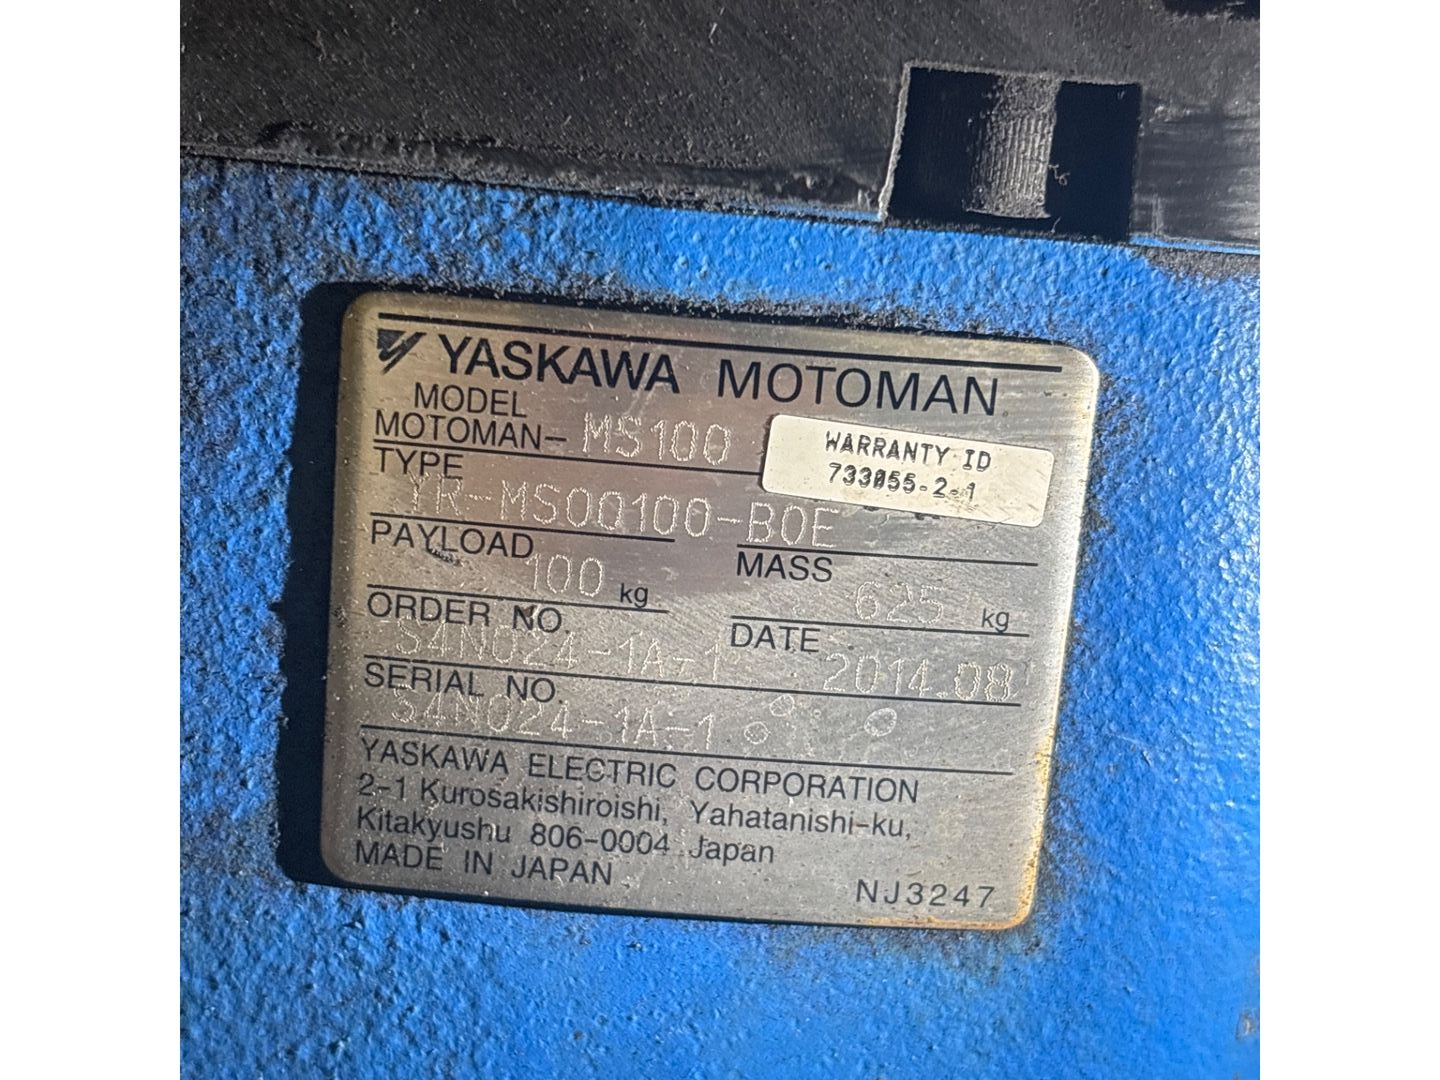 YASKAWA MOTOMAN
MODEL
MOTOMAN- MS100
WARRANTY ID
733055-2-1
TYPE
YR-MS00100-B0E
PAYLOAD 100 kg
MASS 625 kg
ORDER NO.
S4N024-1A-1
DATE 2014.08
SERIAL NO.
S4N024-1A-1
YASKAWA ELECTRIC CORPORATION
2-1 Kurosakishiroishi, Yahatanishi-ku,
Kitakyushu 806-0004 Japan
MADE IN JAPAN
NJ3247